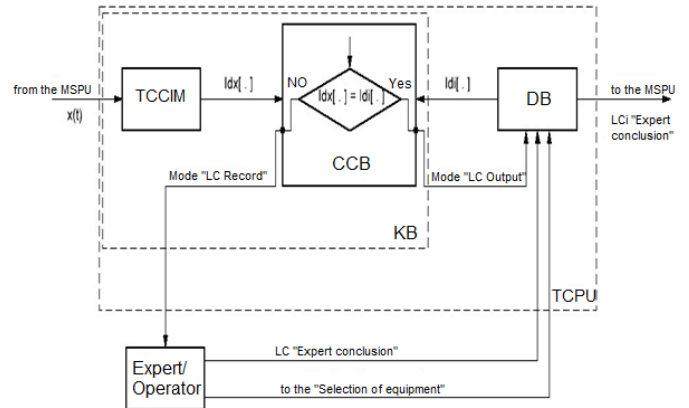 from the MSPU
x(t)
TCCIM
Idx[ . ]
NO
Idx[ . ] = Idi[ . ]
Yes
CCB
Idi[ . ]
DB
to the MSPU
LCi "Expert
conclusion"
Mode "LC Record"
Mode "LC Output"
KB
TCPU
Expert/
Operator
LC "Expert conclusion"
to the "Selection of equipment"